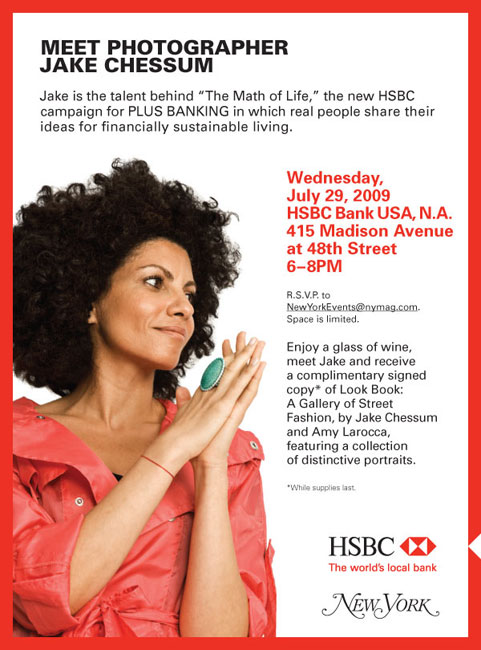 MEET PHOTOGRAPHER
JAKE CHESSUM
Jake is the talent behind “The Math of Life,” the new HSBC
campaign for PLUS BANKING in which real people share their
ideas for financially sustainable living.
Wednesday,
July 29, 2009
HSBC Bank USA, N.A.
415 Madison Avenue
at 48th Street
6–8PM
R.S.V.P. to
NewYorkEvents@nymag.com.
Space is limited.
Enjoy a glass of wine,
meet Jake and receive
a complimentary signed
copy* of Look Book:
A Gallery of Street
Fashion, by Jake Chessum
and Amy Larocca,
featuring a collection
of distinctive portraits.
*While supplies last.
HSBC
The world's local bank
NEW YORK